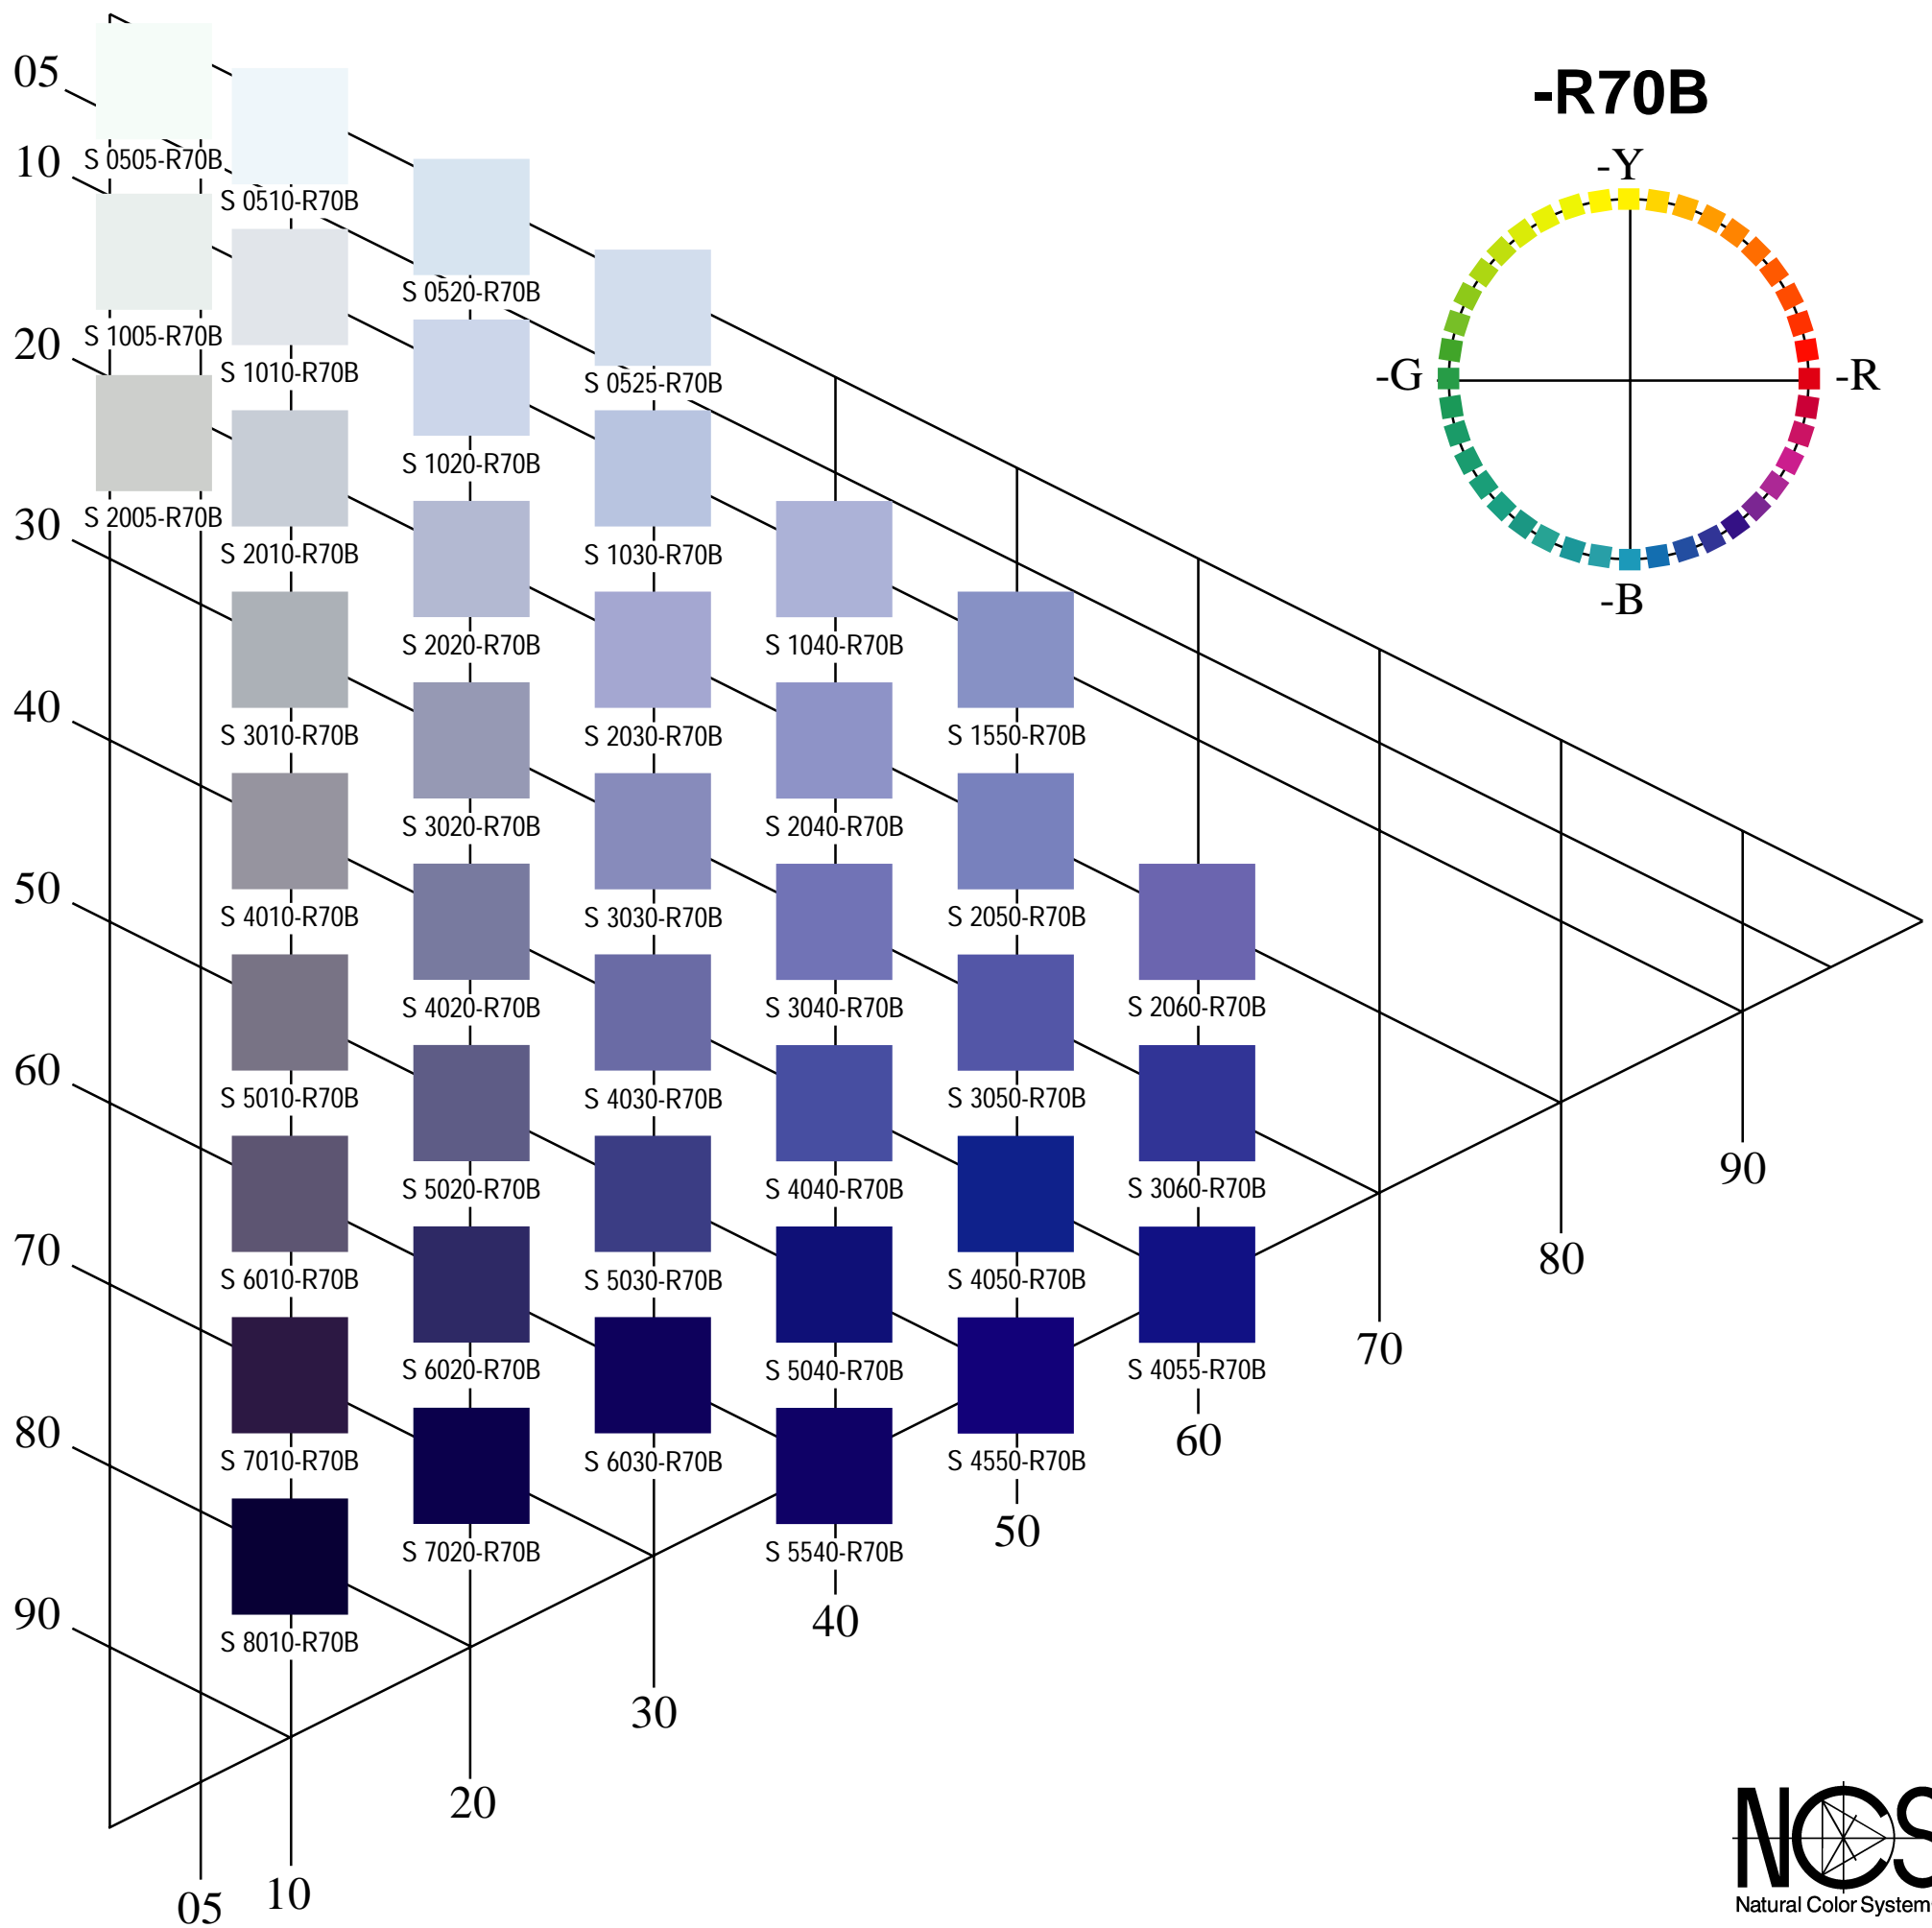 -R70B
-Y
-G
-R
-B
05
10
20
30
40
50
60
70
80
90
S 0505-R70B
S 0510-R70B
S 0520-R70B
S 0525-R70B
S 1005-R70B
S 1010-R70B
S 1020-R70B
S 1030-R70B
S 1040-R70B
S 1550-R70B
S 2005-R70B
S 2010-R70B
S 2020-R70B
S 2030-R70B
S 2040-R70B
S 2050-R70B
S 2060-R70B
S 3010-R70B
S 3020-R70B
S 3030-R70B
S 3040-R70B
S 3050-R70B
S 3060-R70B
S 4010-R70B
S 4020-R70B
S 4030-R70B
S 4040-R70B
S 4050-R70B
S 4055-R70B
S 4550-R70B
S 5010-R70B
S 5020-R70B
S 5030-R70B
S 5040-R70B
S 5540-R70B
S 6010-R70B
S 6020-R70B
S 6030-R70B
S 7010-R70B
S 7020-R70B
S 8010-R70B
05
10
20
30
40
50
60
70
80
90
NCS
Natural Color System